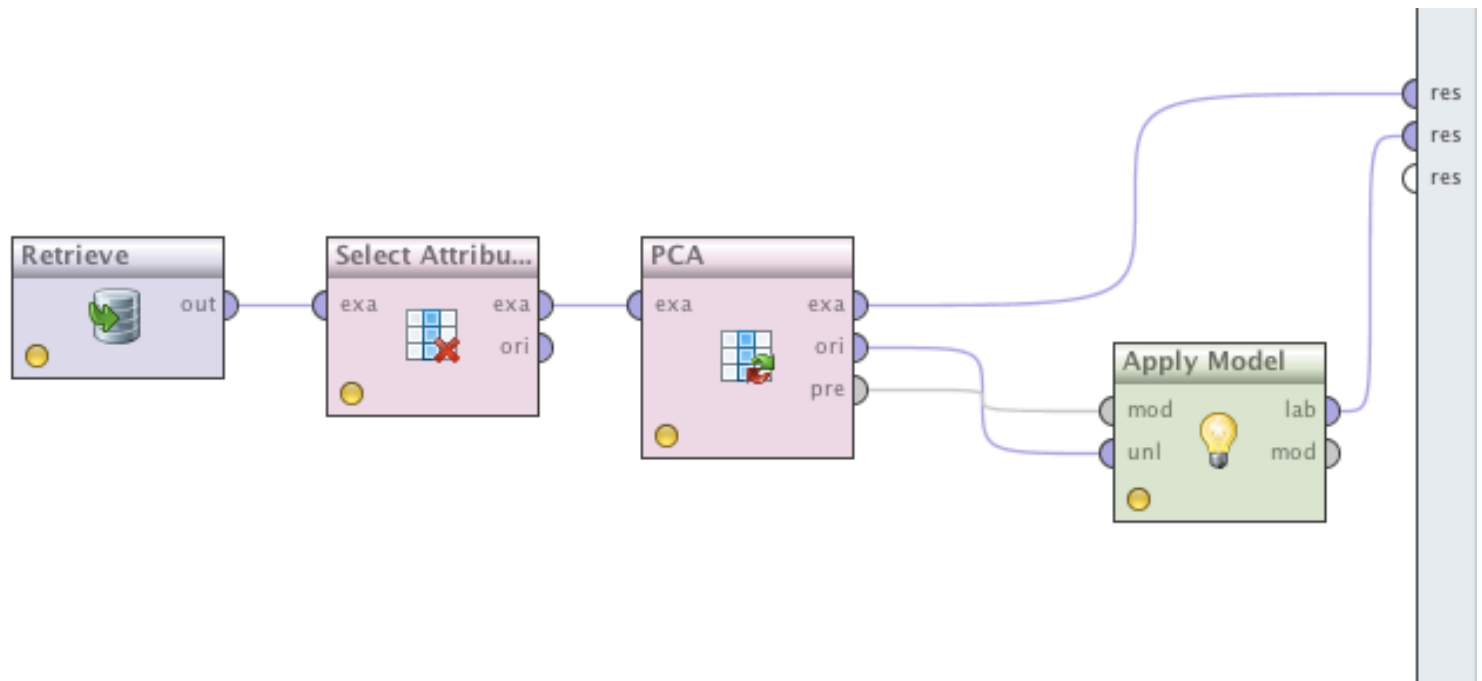 res
res
res
Retrieve
out
Select Attribu...
exa
exa
ori
PCA
exa
exa
ori
pre
Apply Model
mod
lab
unl
mod